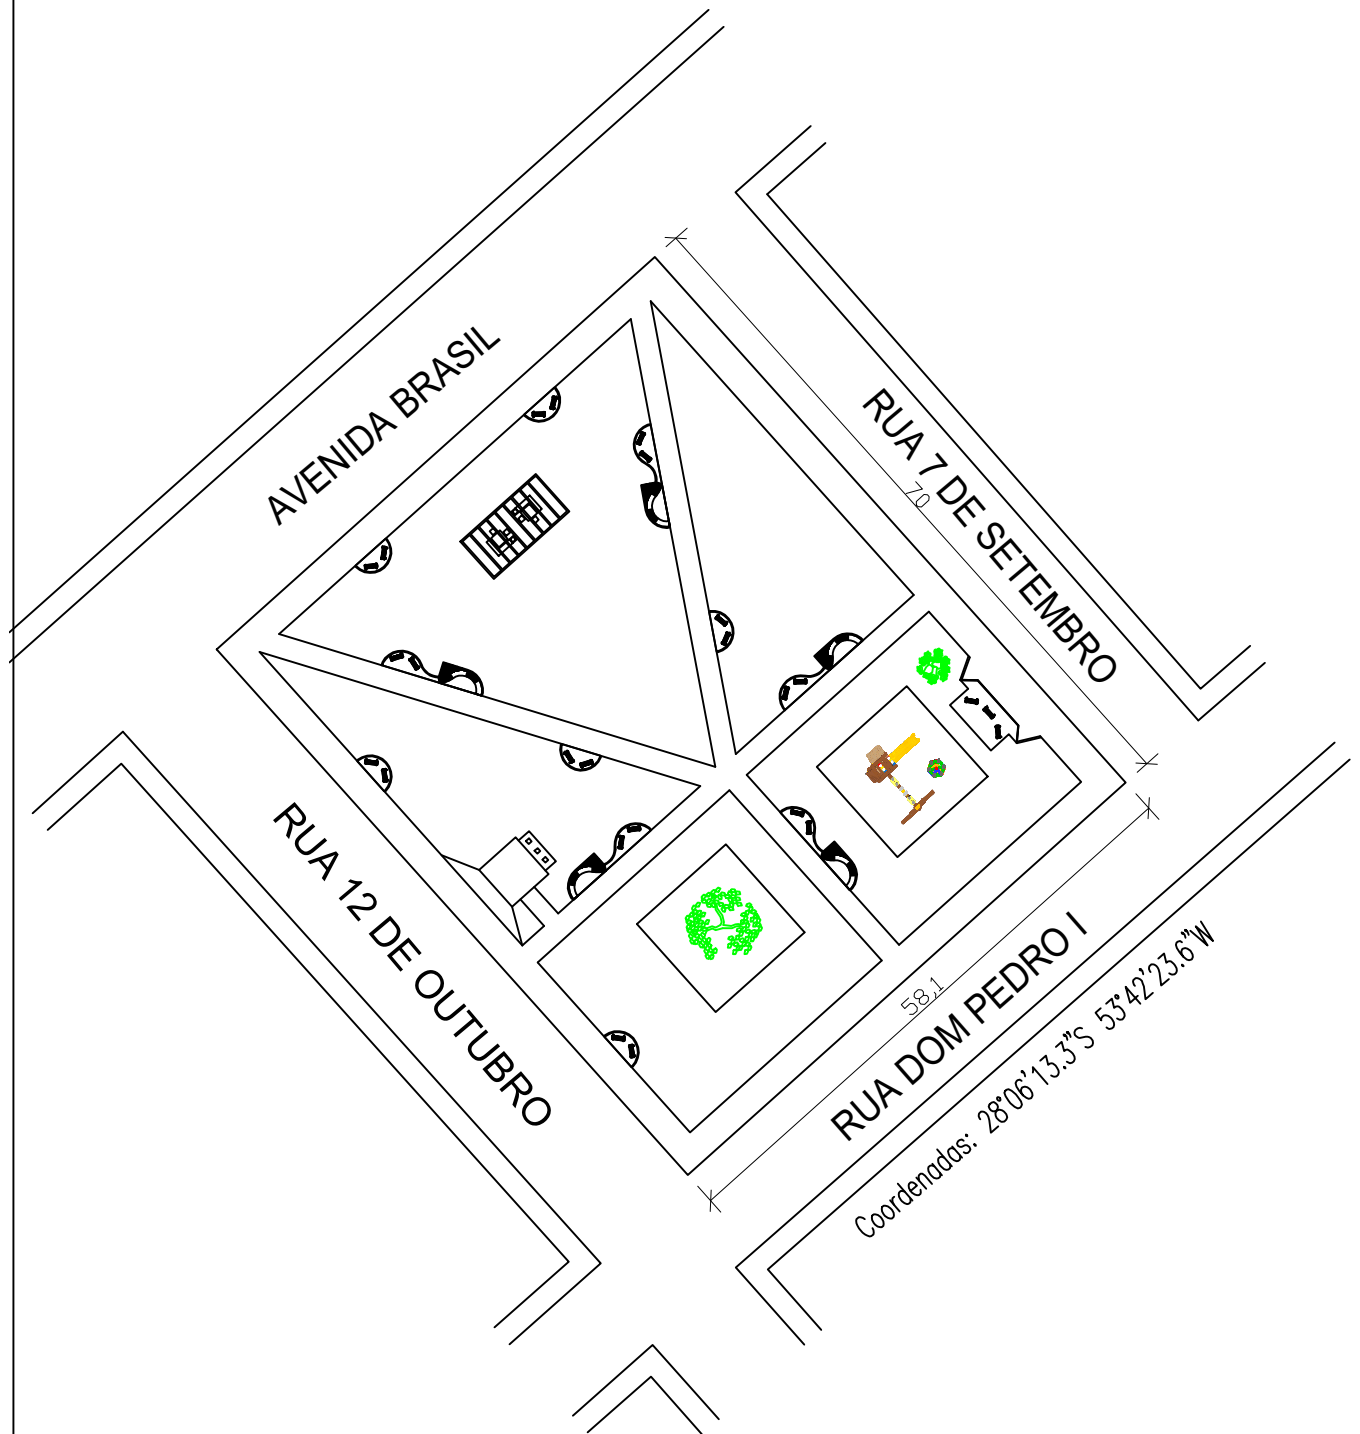 AVENIDA BRASIL
RUA 7 DE SETEMBRO
70
RUA 12 DE OUTUBRO
58,1
RUA DOM PEDRO I
Coordenadas: 28°06'13.3"S 53°42'23.6"W